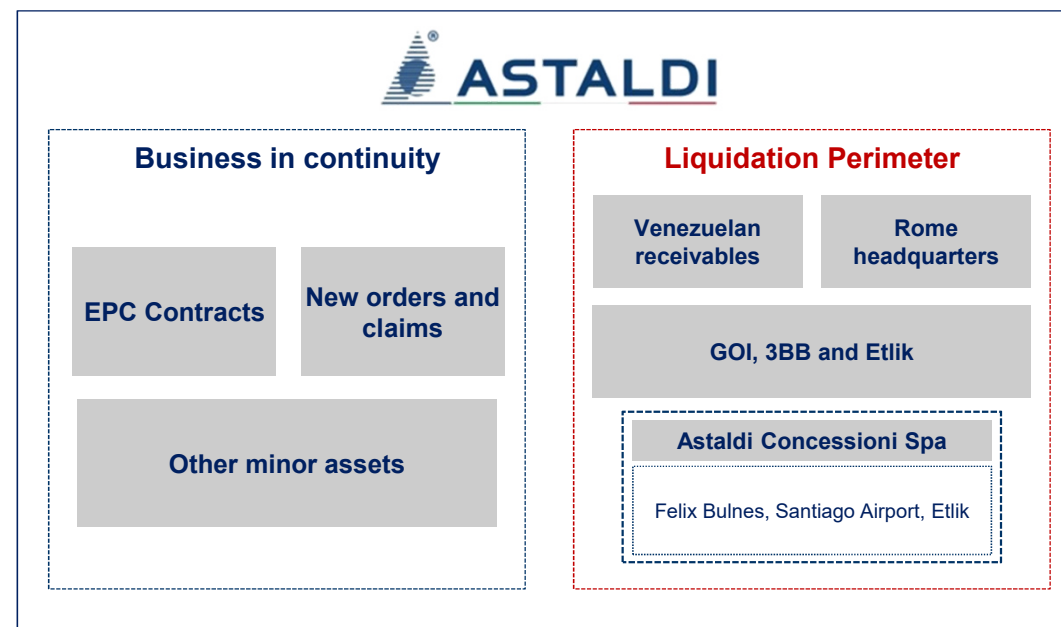 ASTALDI
®
Business in continuity
EPC Contracts
New orders and
claims
Other minor assets
Liquidation Perimeter
Venezuelan
receivables
Rome
headquarters
GOI, 3BB and Etlik
Astaldi Concessioni Spa
Felix Bulnes, Santiago Airport, Etlik